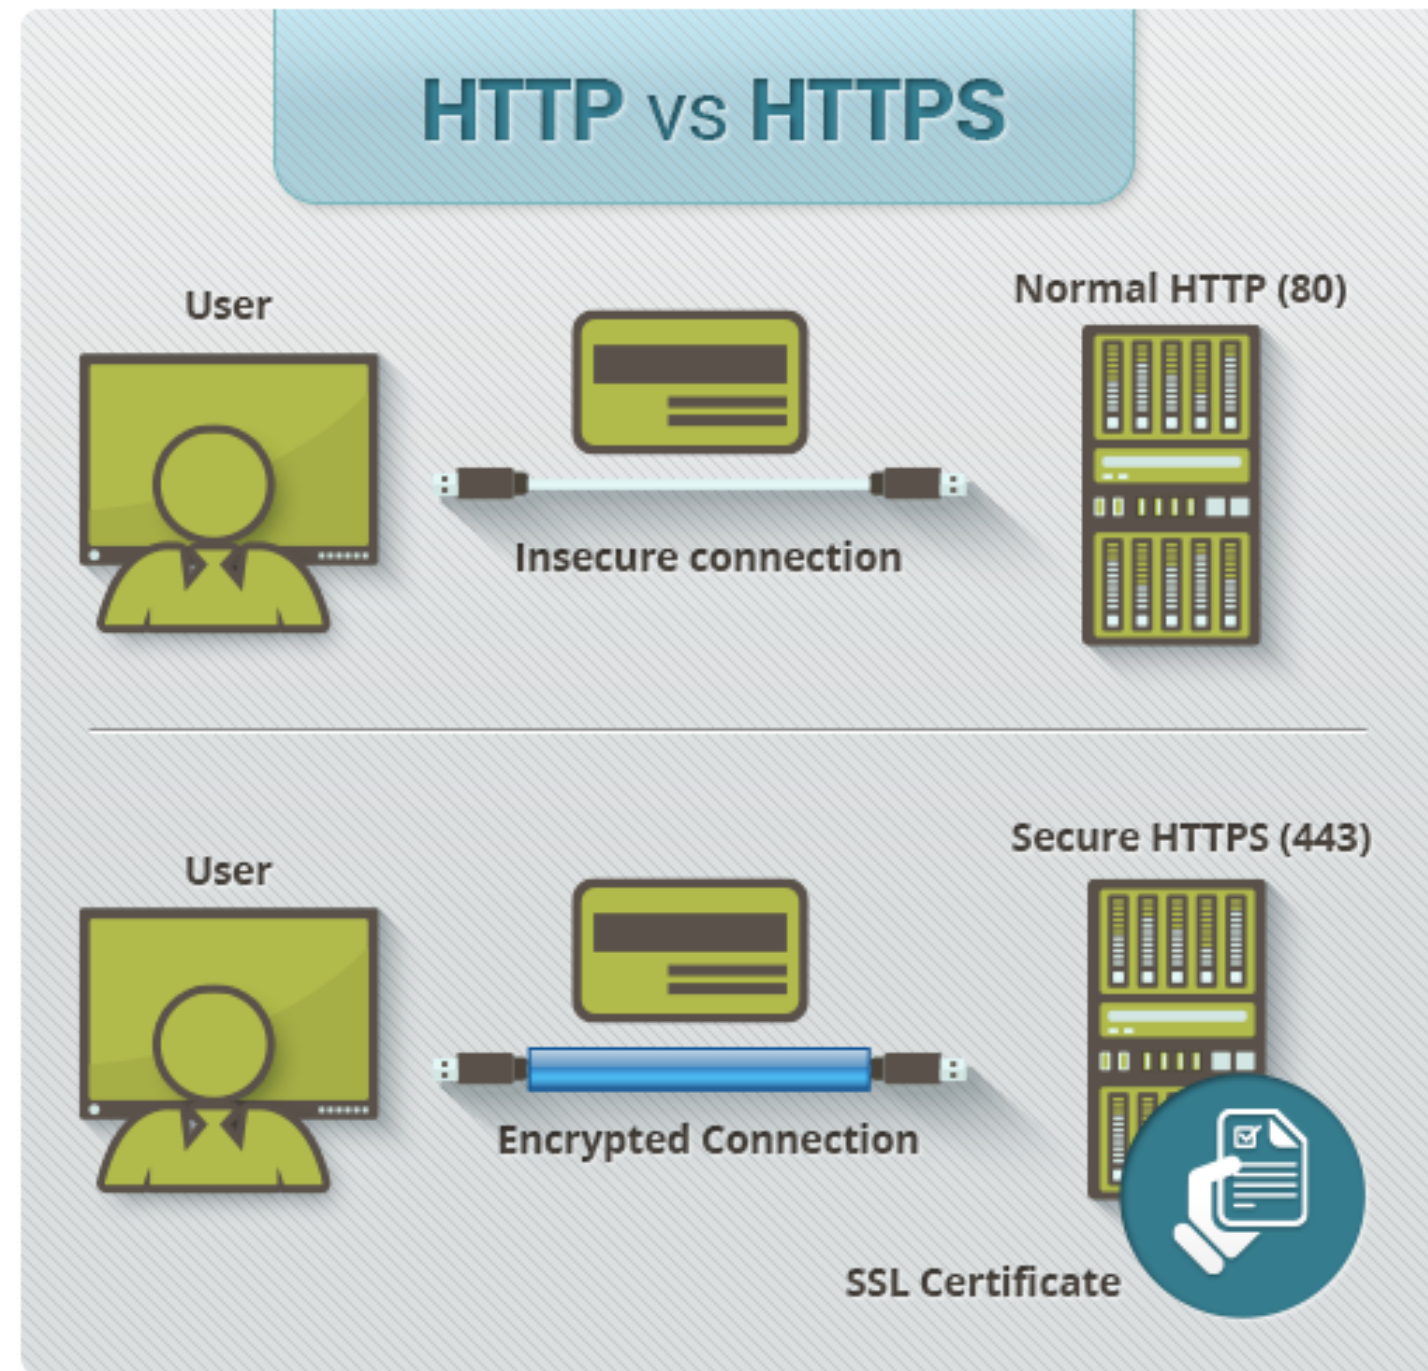 HTTP vs HTTPS
User
Normal HTTP (80)
Insecure connection
User
Secure HTTPS (443)
Encrypted Connection
SSL Certificate